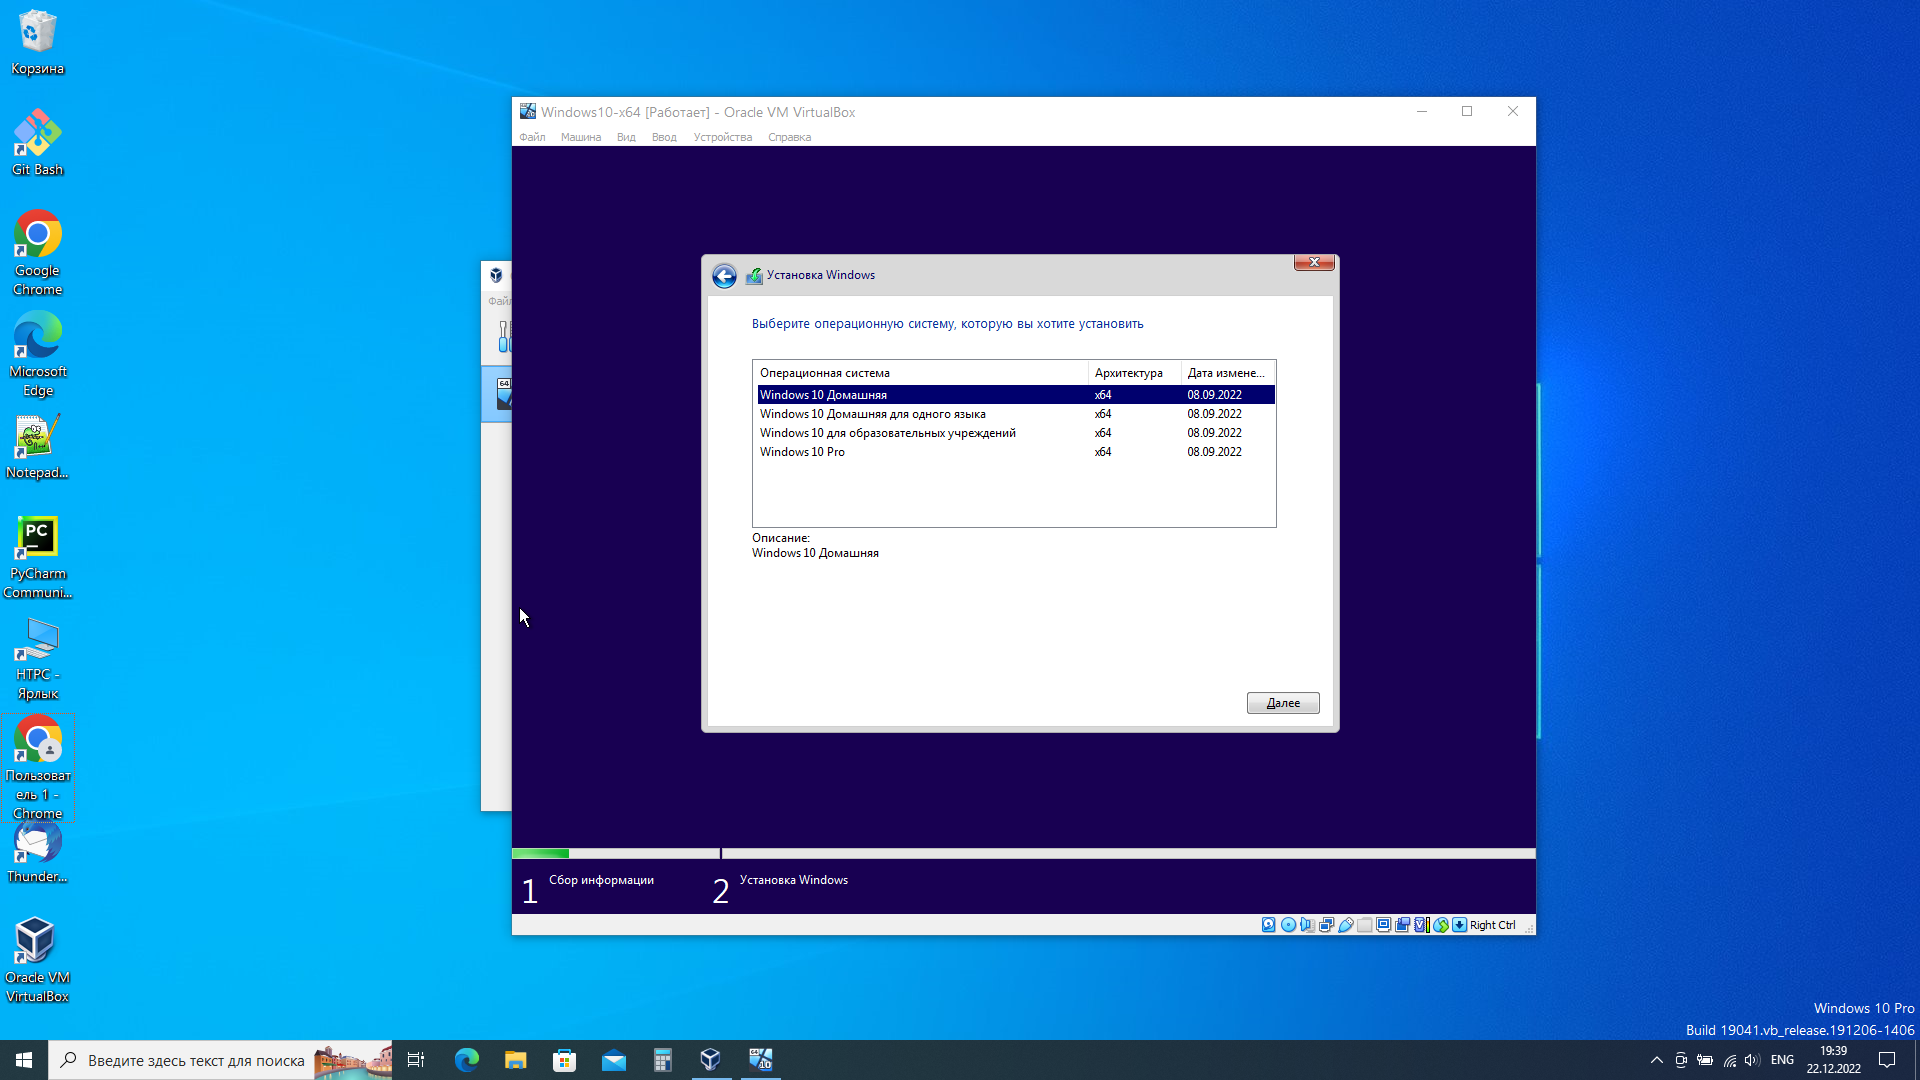 Корзина
Git Bash
Google
Chrome
Microsoft
Edge
Notepad...
PC
PyCharm
Communi...
HTPC -
Ярлык
Пользоват
ель 1 -
Chrome
Thunder...
Oracle VM
VirtualBox
Файл
64
Windows10-x64 [Работает] - Oracle VM VirtualBox
Файл Машина Вид Ввод Устройства Справка
Установка Windows
Выберите операционную систему, которую вы хотите установить
Операционная система Архитектура Дата измене...
Windows 10 Домашняя x64 08.09.2022
Windows 10 Домашняя для одного языка x64 08.09.2022
Windows 10 для образовательных учреждений x64 08.09.2022
Windows 10 Pro x64 08.09.2022
Описание:
Windows 10 Домашняя
Далее
1 Сбор информации 2 Установка Windows
Right Ctrl
Windows 10 Pro
Build 19041.vb_release.191206-1406
Введите здесь текст для поиска
ENG
19:39
22.12.2022